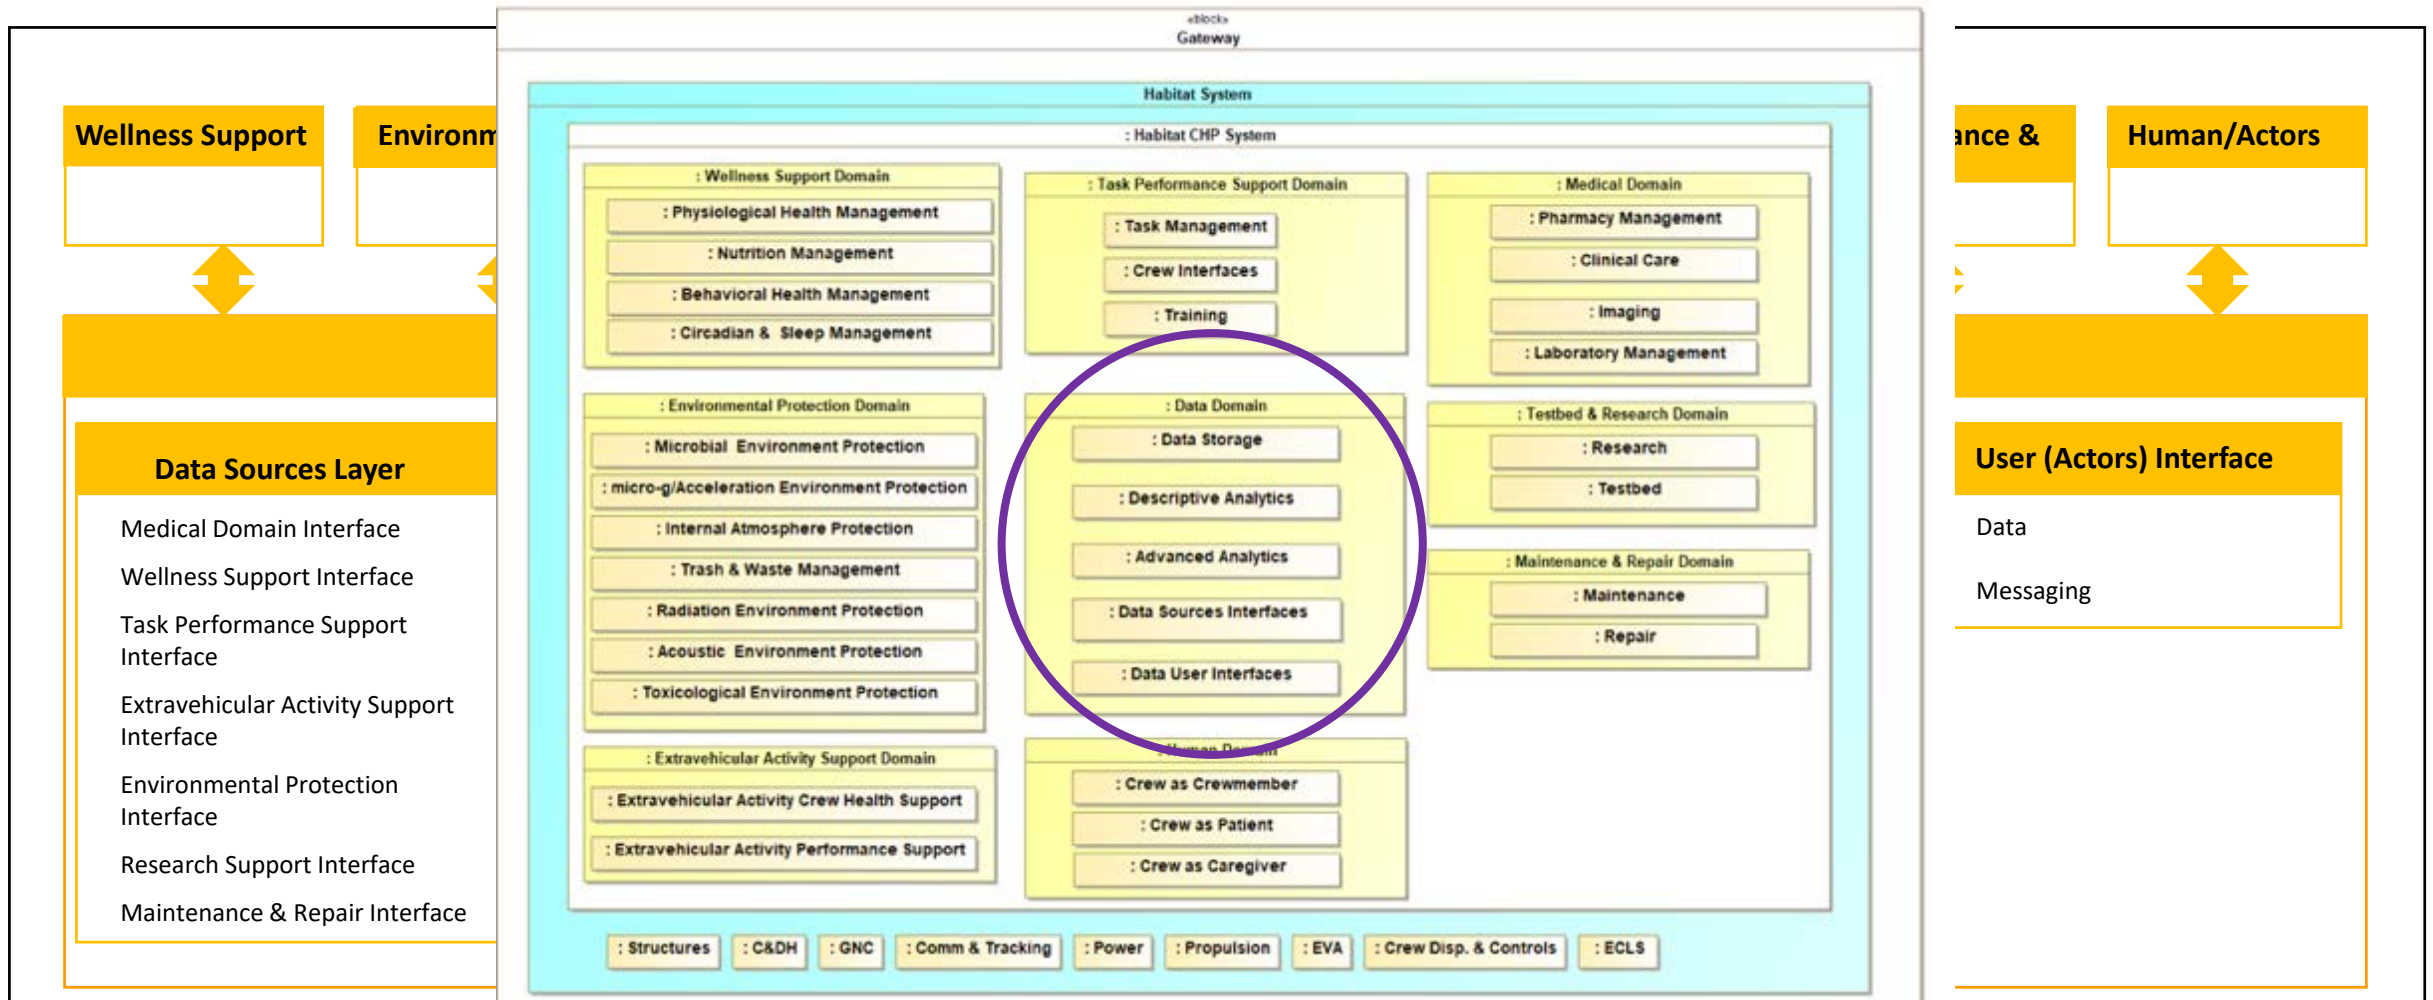 «block»
Gateway
Wellness Support
Environm
ance &
Human/Actors
Data Sources Layer
Medical Domain Interface
Wellness Support Interface
Task Performance Support
Interface
Extravehicular Activity Support
Interface
Environmental Protection
Interface
Research Support Interface
Maintenance & Repair Interface
Habitat System
: Habitat CHP System
: Wellness Support Domain
: Physiological Health Management
: Nutrition Management
: Behavioral Health Management
: Circadian & Sleep Management
: Environmental Protection Domain
: Microbial Environment Protection
: micro-g/Acceleration Environment Protection
: Internal Atmosphere Protection
: Trash & Waste Management
: Radiation Environment Protection
: Acoustic Environment Protection
: Toxicological Environment Protection
: Extravehicular Activity Support Domain
: Extravehicular Activity Crew Health Support
: Extravehicular Activity Performance Support
: Task Performance Support Domain
: Task Management
: Crew Interfaces
: Training
: Data Domain
: Data Storage
: Descriptive Analytics
: Advanced Analytics
: Data Sources Interfaces
: Data User Interfaces
: Human Domain
: Crew as Crewmember
: Crew as Patient
: Crew as Caregiver
: Medical Domain
: Pharmacy Management
: Clinical Care
: Imaging
: Laboratory Management
: Testbed & Research Domain
: Research
: Testbed
: Maintenance & Repair Domain
: Maintenance
: Repair
: Structures
: C&DH
: GNC
: Comm & Tracking
: Power
: Propulsion
: EVA
: Crew Disp. & Controls
: ECLS
User (Actors) Interface
Data
Messaging